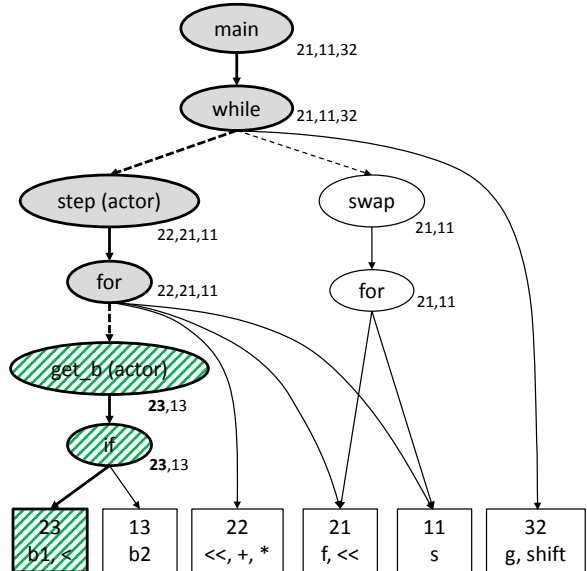 main
21,11,32
while
21,11,32
step (actor)
22,21,11
swap
21,11
for
22,21,11
for
21,11
get_b (actor)
23,13
if
23,13
23
b1, <
13
b2
22
<<, +, *
21
f, <<
11
s
32
g, shift